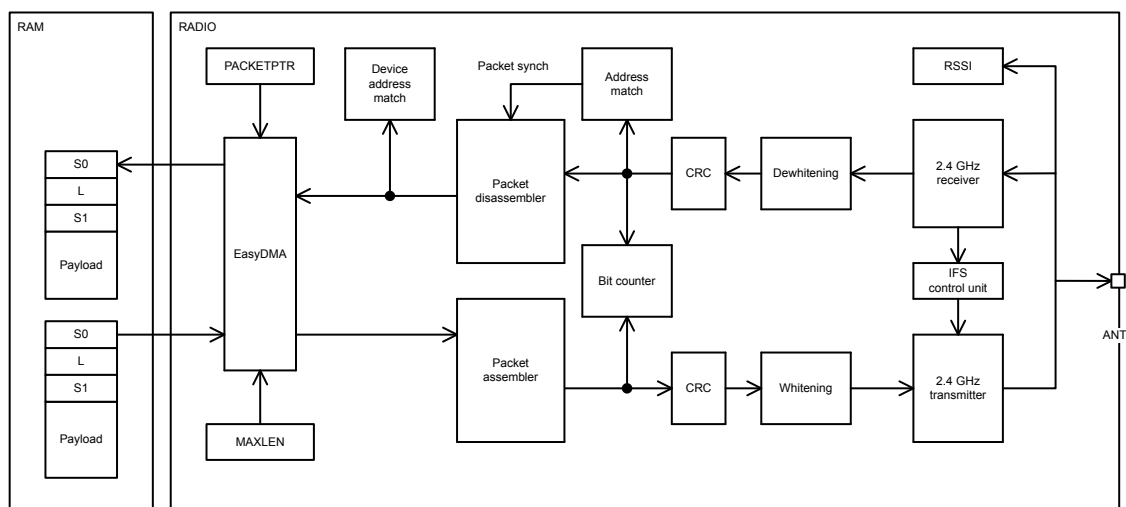 RAM
RADIO
PACKETPTR
Device
address
match
Packet synch
Address
match
RSSI
S0
L
S1
Payload
EasyDMA
Packet
disassembler
CRC
Dewhitening
2.4 GHz
receiver
Bit counter
IFS
control unit
ANT
S0
L
S1
Payload
Packet
assembler
CRC
Whitening
2.4 GHz
transmitter
MAXLEN